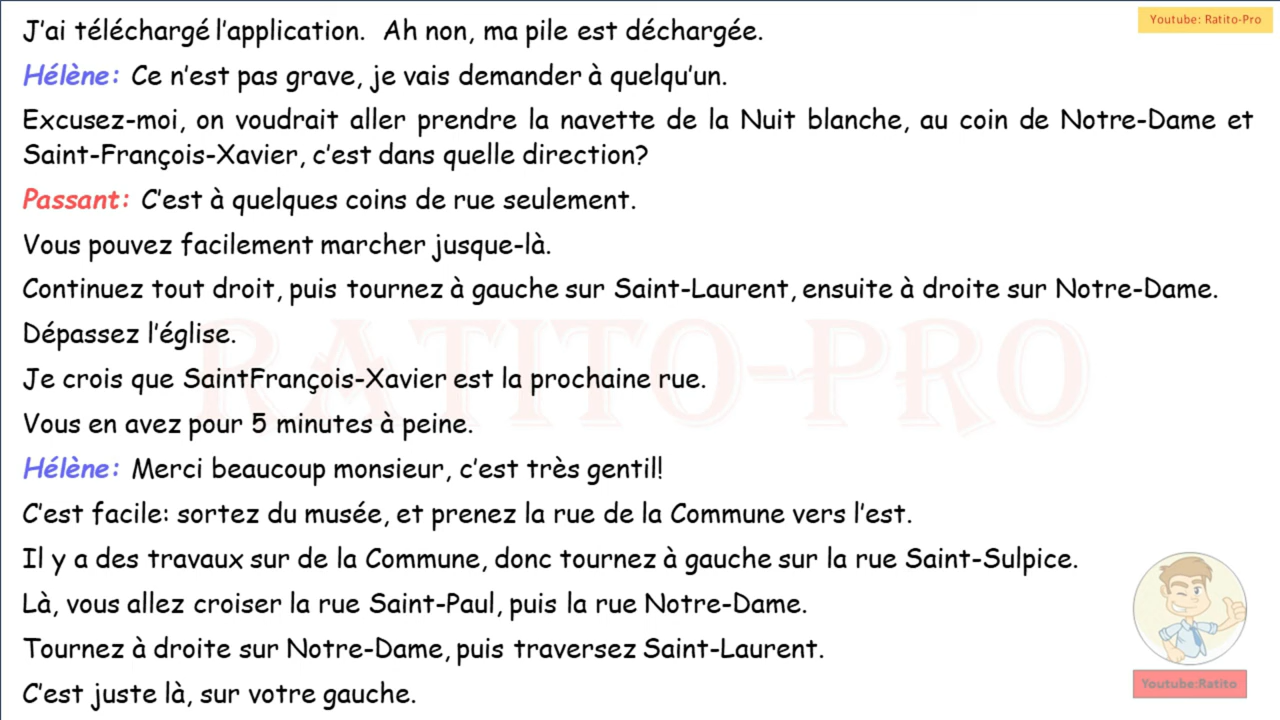 Youtube: Ratito-Pro
J'ai téléchargé l'application. Ah non, ma pile est déchargée.
Hélène: Ce n'est pas grave, je vais demander à quelqu'un.
Excusez-moi, on voudrait aller prendre la navette de la Nuit blanche, au coin de Notre-Dame et
Saint-François-Xavier, c'est dans quelle direction?
Passant: C'est à quelques coins de rue seulement.
Vous pouvez facilement marcher jusque-là.
Continuez tout droit, puis tournez à gauche sur Saint-Laurent, ensuite à droite sur Notre-Dame.
Dépassez l'église.
RATITO-PRO
Je crois que SaintFrançois-Xavier est la prochaine rue.
Vous en avez pour 5 minutes à peine.
Hélène: Merci beaucoup monsieur, c'est très gentil!
C'est facile: sortez du musée, et prenez la rue de la Commune vers l'est.
Il y a des travaux sur de la Commune, donc tournez à gauche sur la rue Saint-Sulpice.
Là, vous allez croiser la rue Saint-Paul, puis la rue Notre-Dame.
Tournez à droite sur Notre-Dame, puis traversez Saint-Laurent.
C'est juste là, sur votre gauche.
Youtube:Ratito